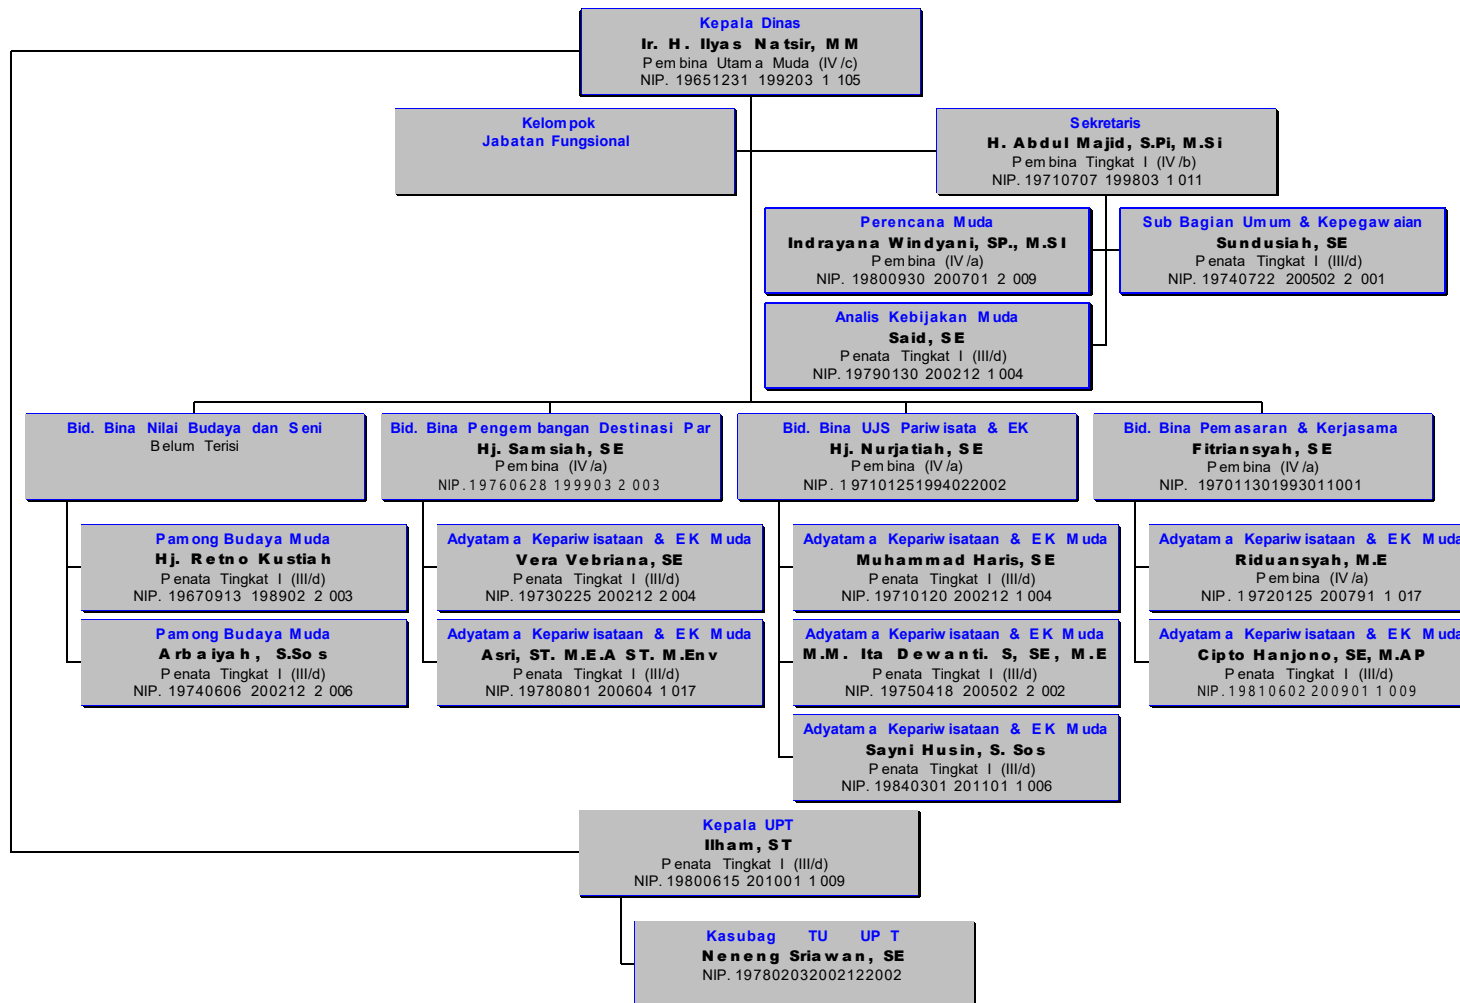 Kepala Dinas
Ir. H. Ilyas Natsir, MM
Pembina Utama Muda (IV/c)
NIP. 19651231 199203 1 105
Kelompok
Jabatan Fungsional
Sekretaris
H. Abdul Majid, S.Pi, M.Si
Pembina Tingkat I (IV/b)
NIP. 19710707 199803 1 011
Perencana Muda
Indrayana Windyani, SP., M.SI
Pembina (IV/a)
NIP. 19800930 200701 2 009
Sub Bagian Umum & Kepegawaian
Sundusiah, SE
Penata Tingkat I (III/d)
NIP. 19740722 200502 2 001
Analis Kebijakan Muda
Said, SE
Penata Tingkat I (III/d)
NIP. 19790130 200212 1 004
Bid. Bina Nilai Budaya dan Seni
Belum Terisi
Bid. Bina Pengembangan Destinasi Par
Hj. Samsiah, SE
Pembina (IV/a)
NIP. 19760628 199903 2 003
Bid. Bina UJS Pariwisata & EK
Hj. Nurjatiah, SE
Pembina (IV/a)
NIP. 197101251994022002
Bid. Bina Pemasaran & Kerjasama
Fitriansyah, SE
Pembina (IV/a)
NIP. 197011301993011001
Pamong Budaya Muda
Hj. Retno Kustiah
Penata Tingkat I (III/d)
NIP. 19670913 198902 2 003
Adyatama Kepariwisataan & EK Muda
Vera Vebriana, SE
Penata Tingkat I (III/d)
NIP. 19730225 200212 2 004
Adyatama Kepariwisataan & EK Muda
Muhammad Haris, SE
Penata Tingkat I (III/d)
NIP. 19710120 200212 1 004
Adyatama Kepariwisataan & EK Muda
Riduansyah, M.E
Pembina (IV/a)
NIP. 19720125 200791 1 017
Pamong Budaya Muda
Arbaiyah, S.Sos
Penata Tingkat I (III/d)
NIP. 19740606 200212 2 006
Adyatama Kepariwisataan & EK Muda
Asri, ST. M.E.A ST. M.Env
Penata Tingkat I (III/d)
NIP. 19780801 200604 1 017
Adyatama Kepariwisataan & EK Muda
M.M. Ita Dewanti. S, SE, M.E
Penata Tingkat I (III/d)
NIP. 19750418 200502 2 002
Adyatama Kepariwisataan & EK Muda
Cipto Hanjono, SE, M.AP
Penata Tingkat I (III/d)
NIP. 19810602 200901 1 009
Adyatama Kepariwisataan & EK Muda
Sayni Husin, S. Sos
Penata Tingkat I (III/d)
NIP. 19840301 201101 1 006
Kepala UPT
Ilham, ST
Penata Tingkat I (III/d)
NIP. 19800615 201001 1 009
Kasubag TU UPT
Neneng Sriawan, SE
NIP. 197802032002122002